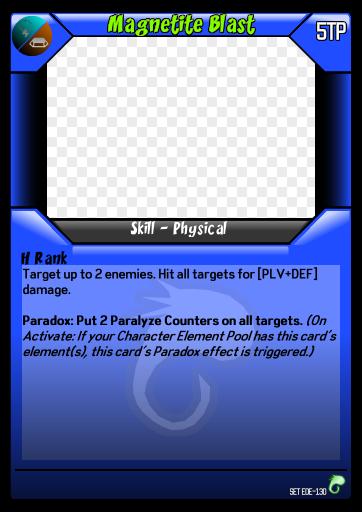 Magnetite Blast
5TP
Skill - Physical
H Rank
Target up to 2 enemies. Hit all targets for [PLV+DEF]
damage.
Paradox: Put 2 Paralyze Counters on all targets. (On
Activate: If your Character Element Pool has this card's
element(s), this card's Paradox effect is triggered.)
SET EOE-130